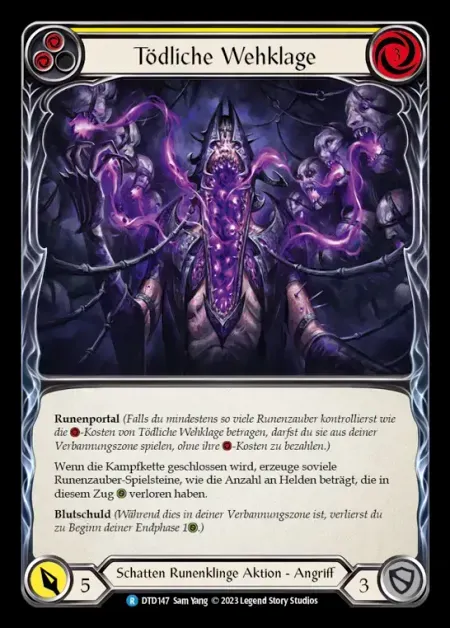 Tödliche Wehklage
3
Runenportal (Falls du mindestens so viele Runenzauber kontrollierst wie
die -Kosten von Tödliche Wehklage betragen, darfst du sie aus deiner
Verbannungszone spielen, ohne ihre -Kosten zu bezahlen.)
Wenn die Kampfkette geschlossen wird, erzeuge soviele
Runenzauber-Spielsteine, wie die Anzahl an Helden beträgt, die in
diesem Zug verloren haben.
Blutschuld (Während dies in deiner Verbannungszone ist, verlierst du
zu Beginn deiner Endphase 1.)
5 Schatten Runenklinge Aktion - Angriff 3
R DTD147 Sam Yang © 2023 Legend Story Studios